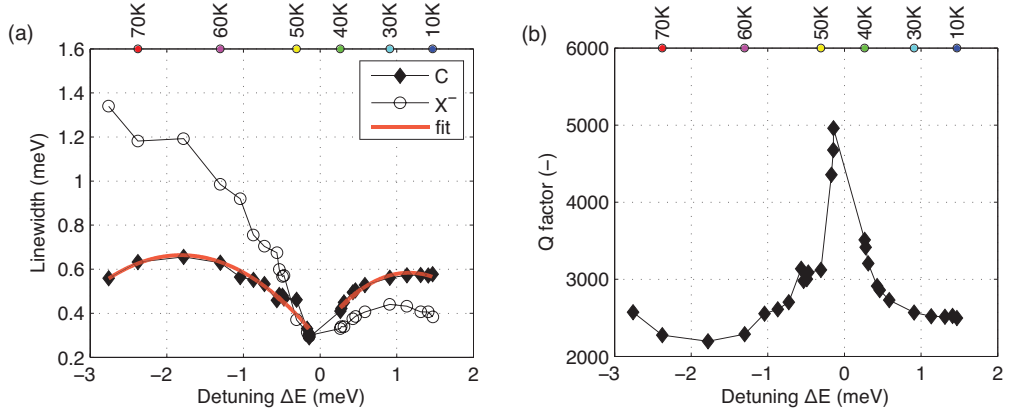 (a)
70K
60K
50K
40K
30K
10K
1.6
1.4
1.2
1
0.8
0.6
0.4
0.2
Linewidth (meV)
C
X⁻
fit
−3
−2
−1
0
1
2
Detuning ΔE (meV)
(b)
70K
60K
50K
40K
30K
10K
6000
5000
4000
3000
2000
Q factor (−)
−3
−2
−1
0
1
2
Detuning ΔE (meV)